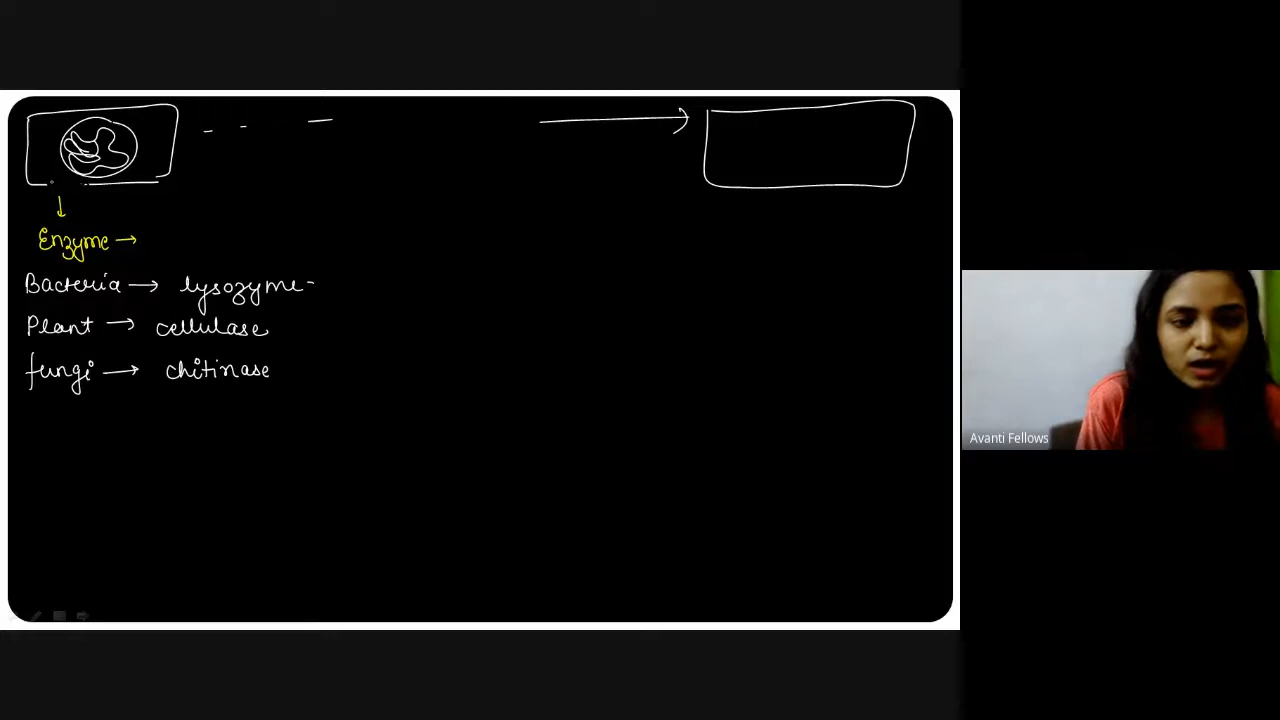 Enzyme →
Bacteria → lysozyme-
Plant → cellulase
fungi → chitinase
Avanti Fellows